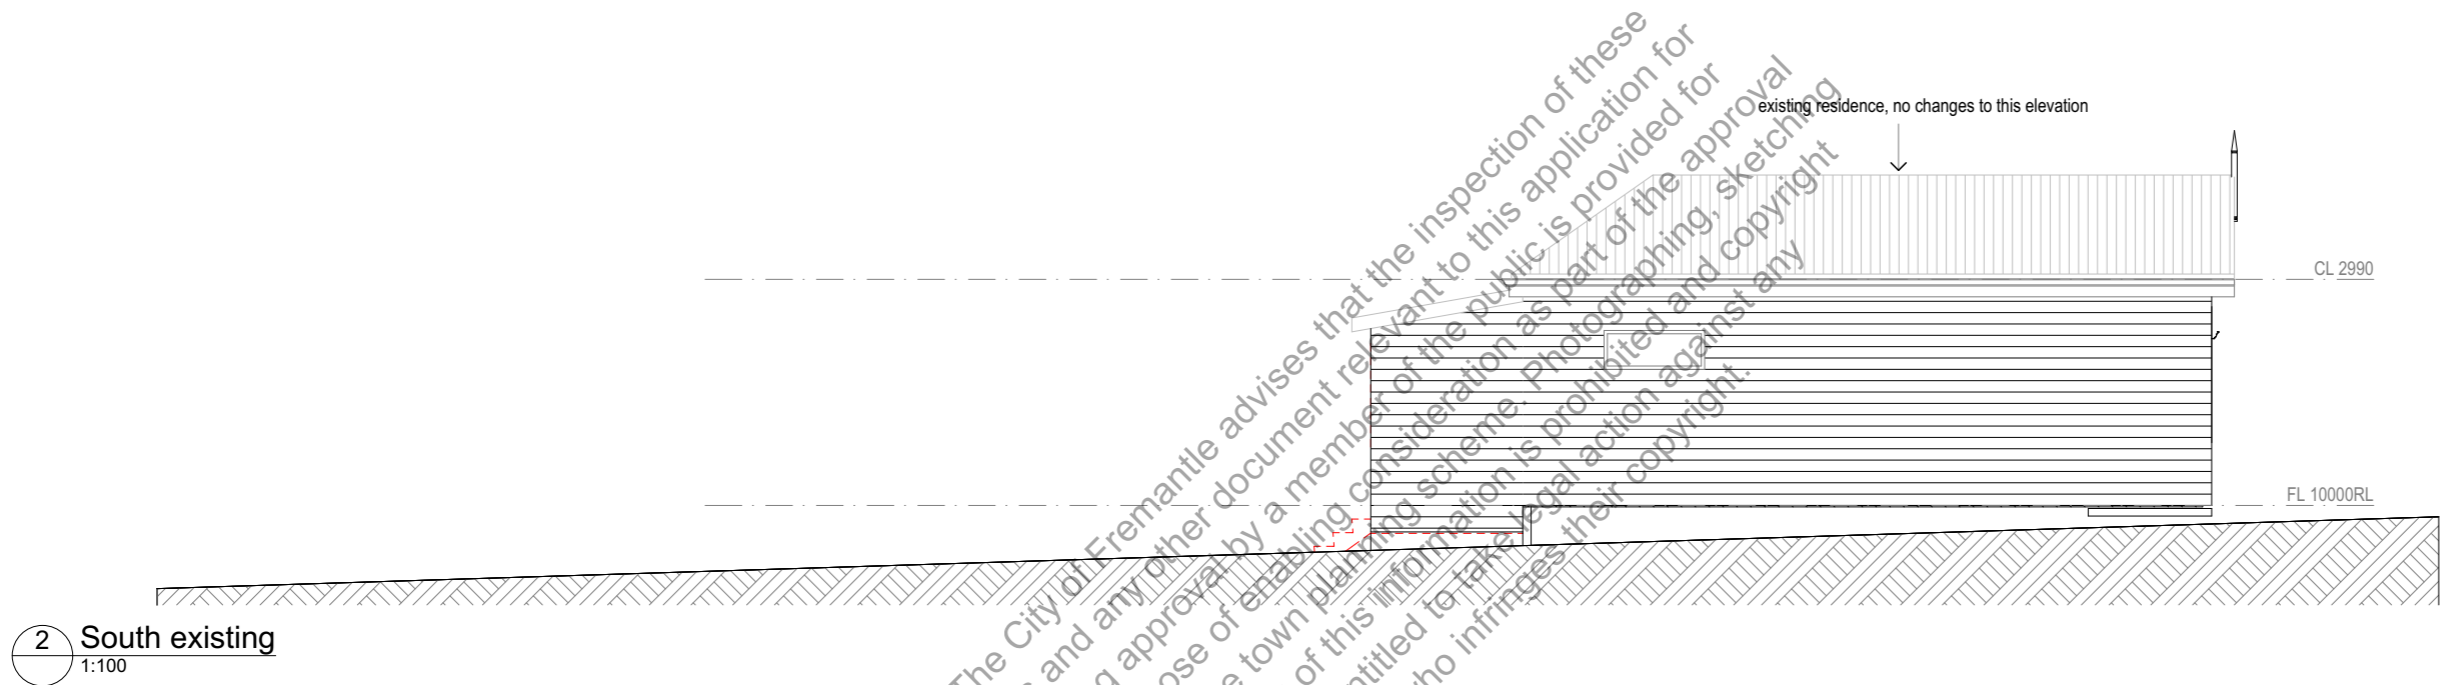 existing residence, no changes to this elevation
CL 2990
FL 10000RL
2
South existing
1:100
The City of Fremantle advises that the inspection of these
and any other document relevant to this application for
g approval by a member of the public is provided for
ose of enabling consideration as part of the approval
e town planning scheme. Photographing, sketching
of this information is prohibited and copyright
entitled to take legal action against any
who infringes their copyright.